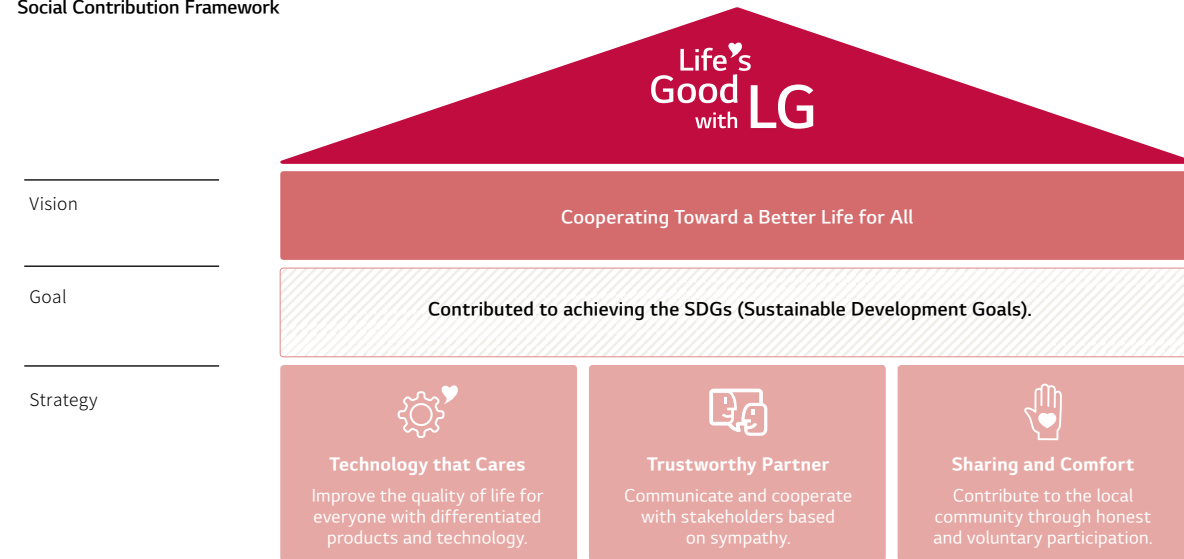 Social Contribution Framework
Life's
Good
with LG
Vision
Cooperating Toward a Better Life for All
Goal
Contributed to achieving the SDGs (Sustainable Development Goals).
Strategy
Technology that Cares
Improve the quality of life for
everyone with differentiated
products and technology.
Trustworthy Partner
Communicate and cooperate
with stakeholders based
on sympathy.
Sharing and Comfort
Contribute to the local
community through honest
and voluntary participation.